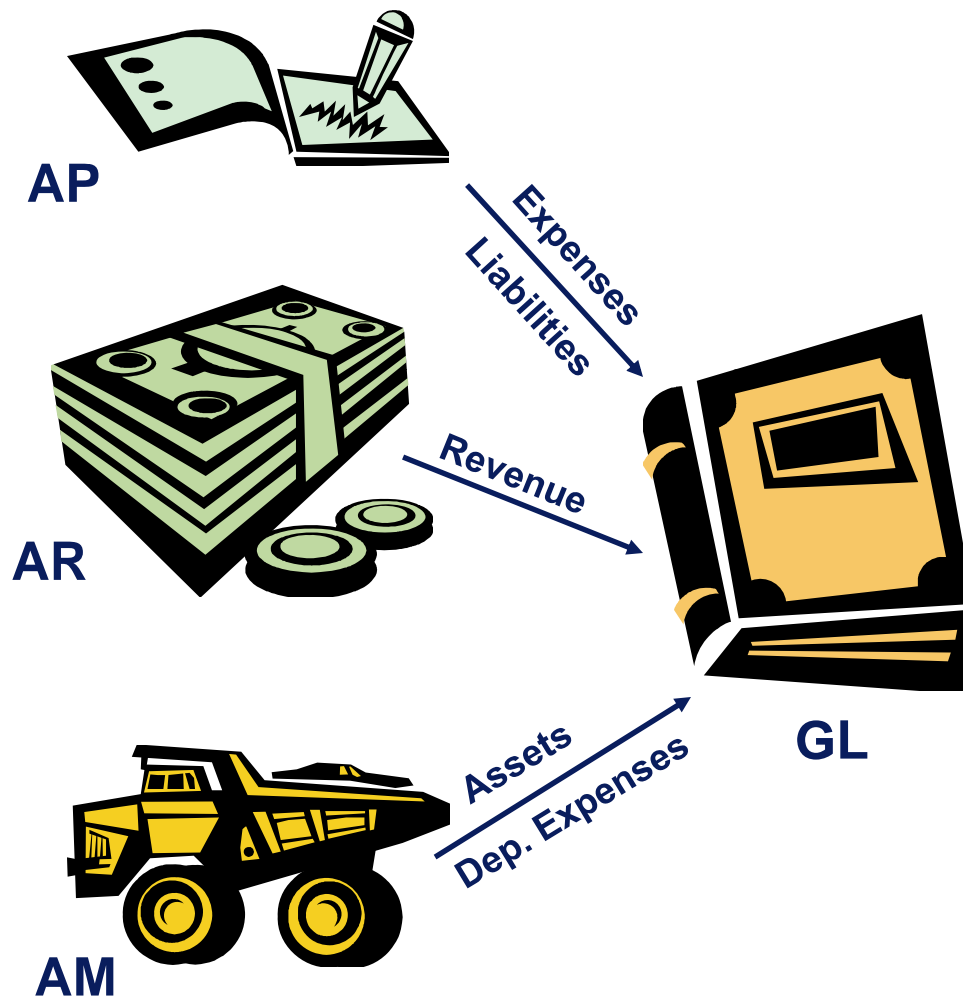 AP
Expenses
Liabilities
AR
Revenue
AM
Assets
Dep. Expenses
GL